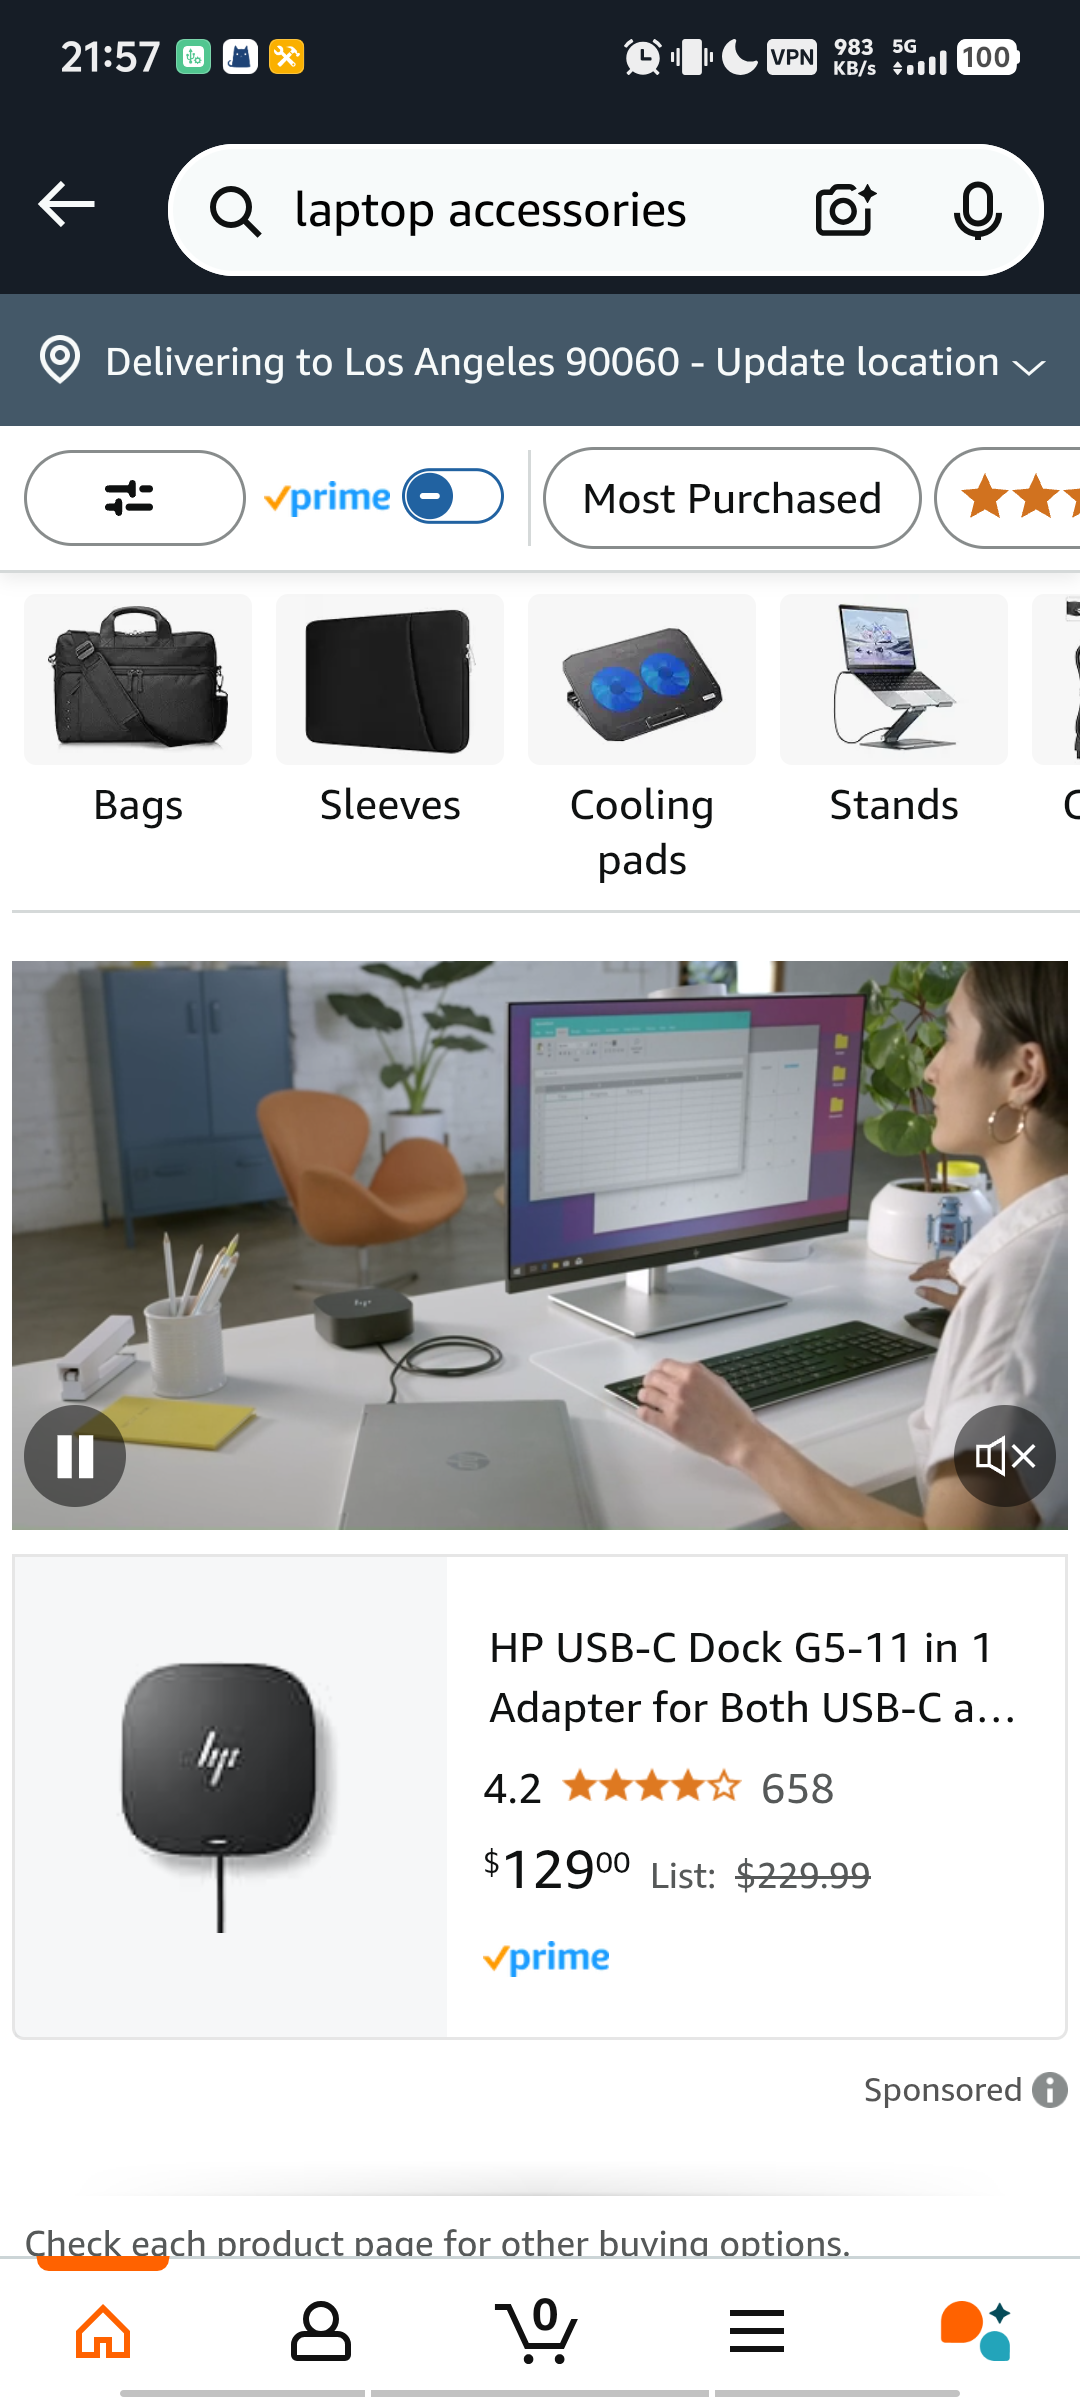 21:57
VPN
983 KB/s
5G
100
laptop accessories
Delivering to Los Angeles 90060 - Update location
prime
Most Purchased
Bags
Sleeves
Cooling
pads
Stands
hp
HP USB-C Dock G5-11 in 1
Adapter for Both USB-C a...
4.2
658
$12900 List: $229.99
prime
Sponsored
Check each product page for other buying options.
0